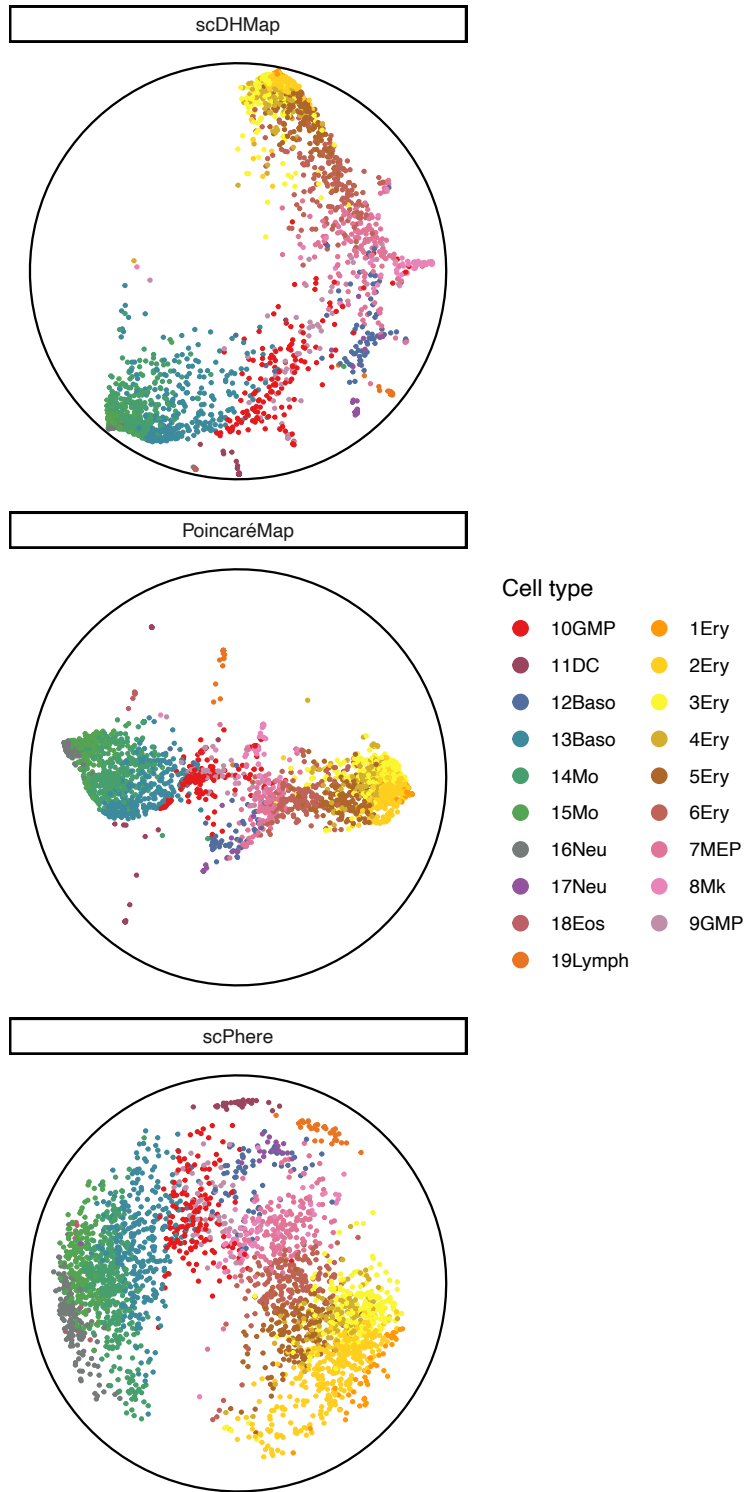 scDHMap
PoincaréMap
Cell type
10GMP 1Ery
11DC 2Ery
12Baso 3Ery
13Baso 4Ery
14Mo 5Ery
15Mo 6Ery
16Neu 7MEP
17Neu 8Mk
18Eos 9GMP
19Lymph
scPhere